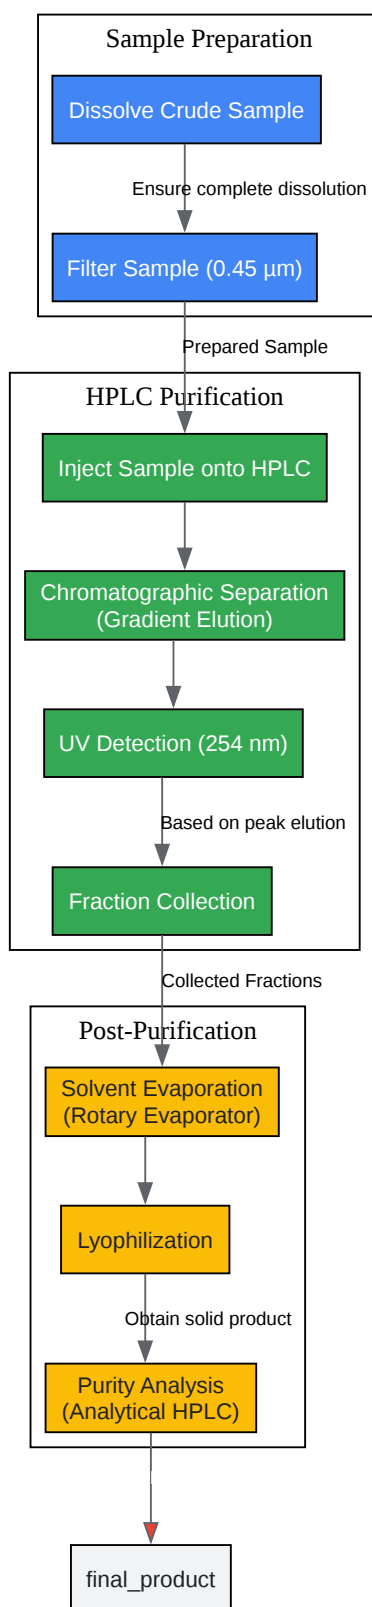 Sample Preparation
Dissolve Crude Sample
Ensure complete dissolution
Filter Sample (0.45 µm)
Prepared Sample
HPLC Purification
Inject Sample onto HPLC
Chromatographic Separation
(Gradient Elution)
UV Detection (254 nm)
Based on peak elution
Fraction Collection
Collected Fractions
Post-Purification
Solvent Evaporation
(Rotary Evaporator)
Lyophilization
Obtain solid product
Purity Analysis
(Analytical HPLC)
final_product